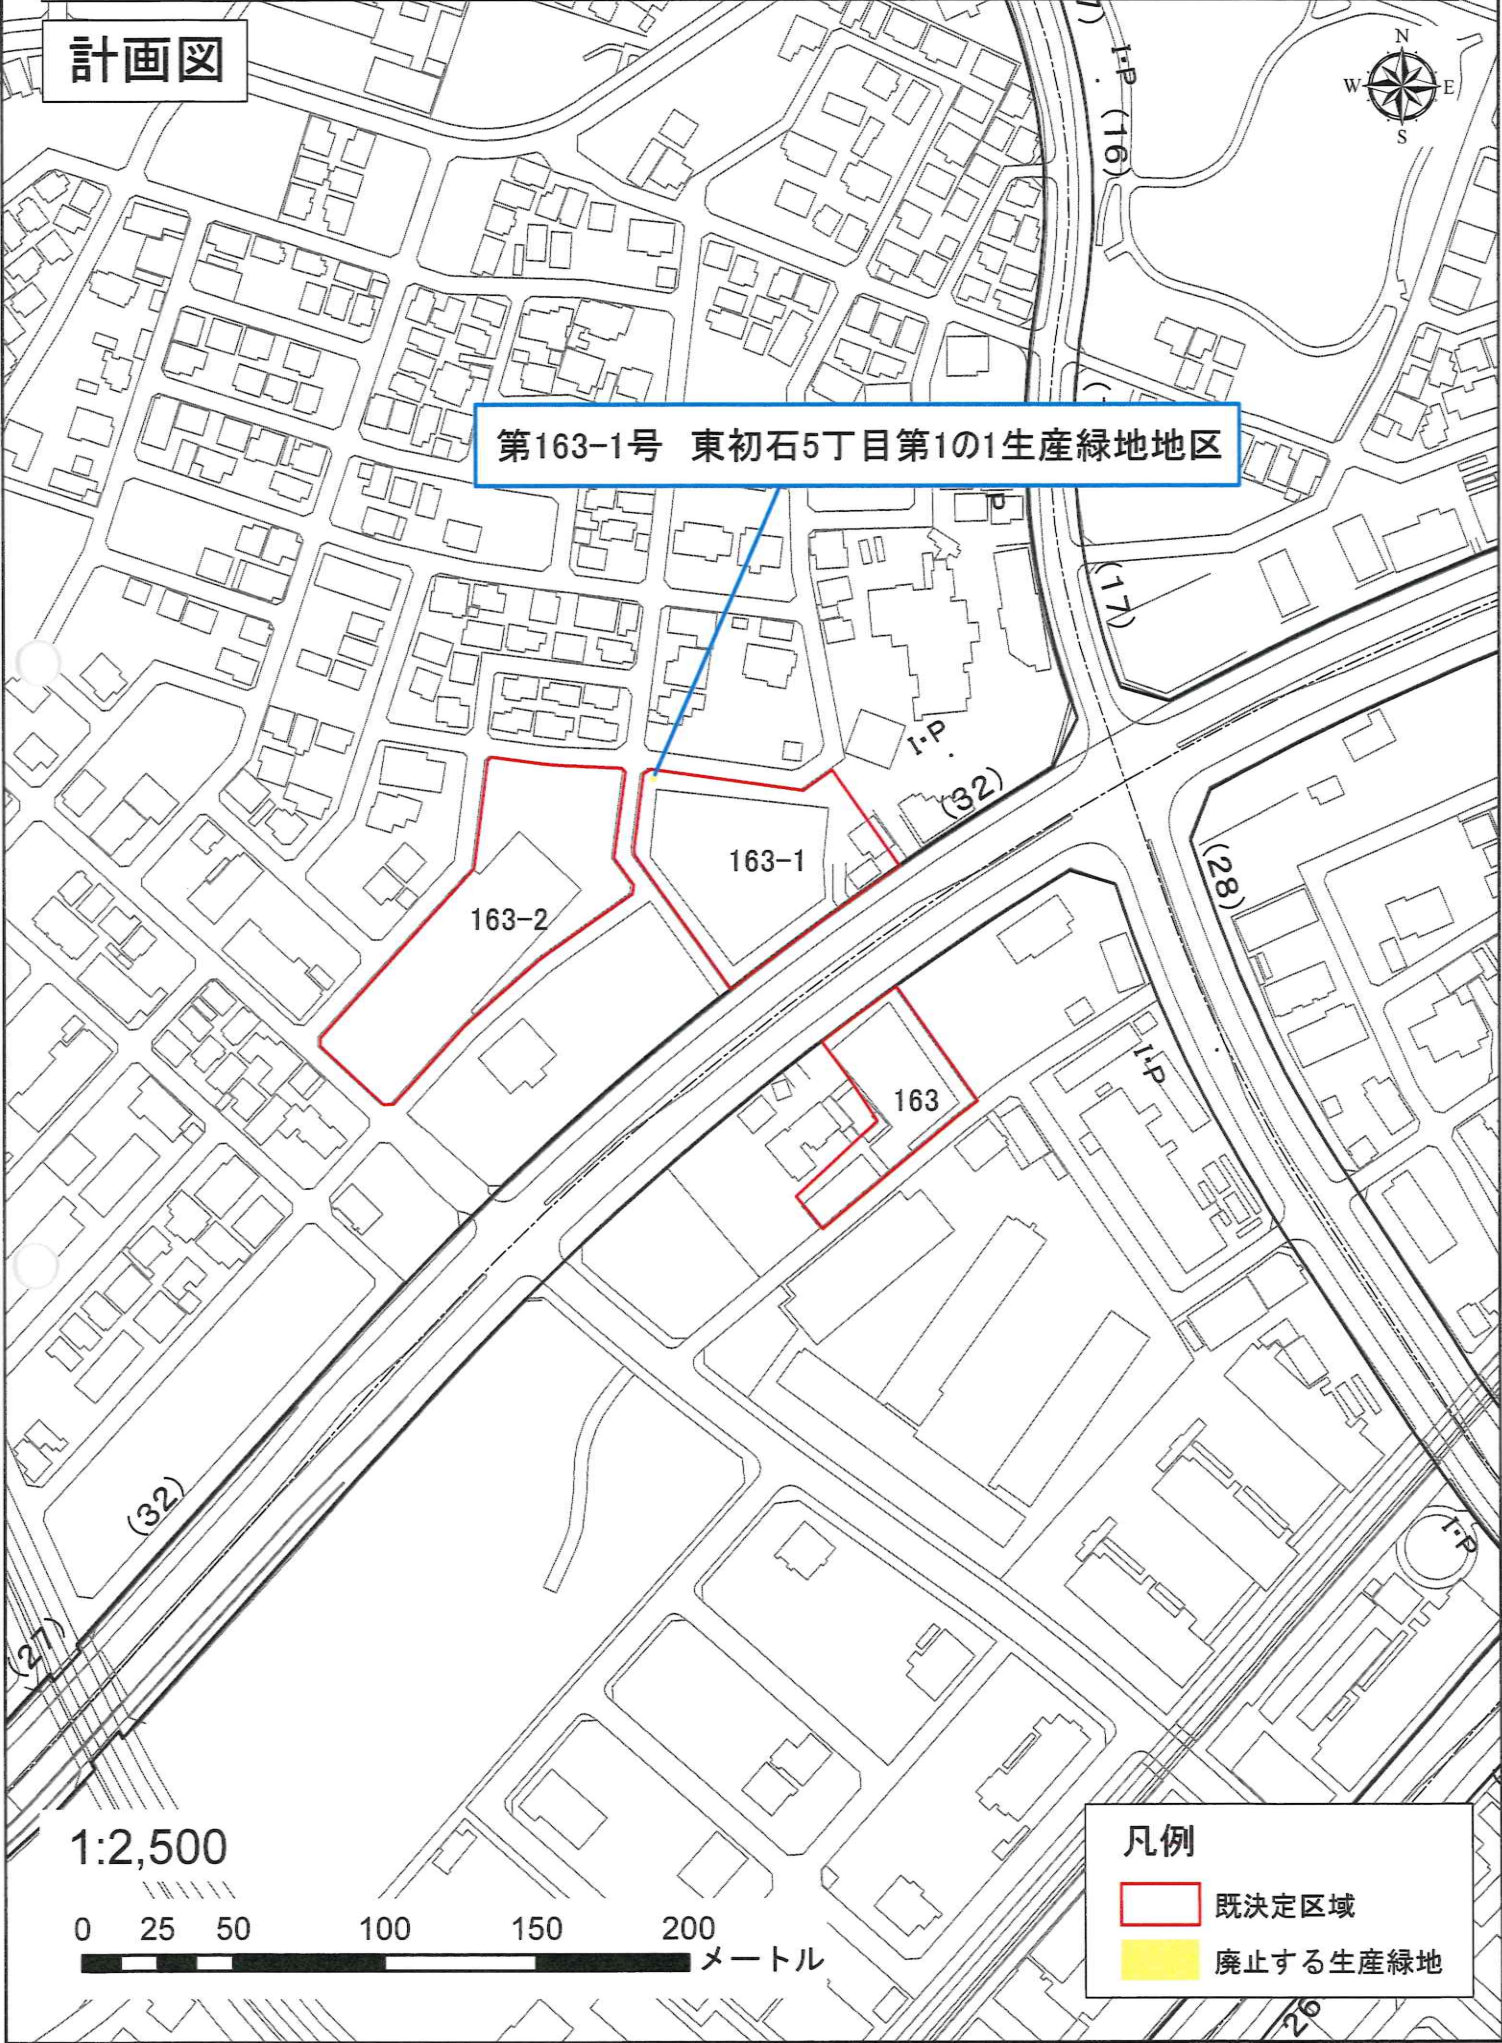 計画図
N
W
E
S
I・P
(16)
第163-1号 東初石5丁目第1の1生産緑地地区
P
(17)
I・P
(32)
163-1
163-2
(28)
163
I・P
(32)
I・P
(27)
1:2,500
0 25 50 100 150 200
メートル
凡例
既決定区域
廃止する生産緑地
26